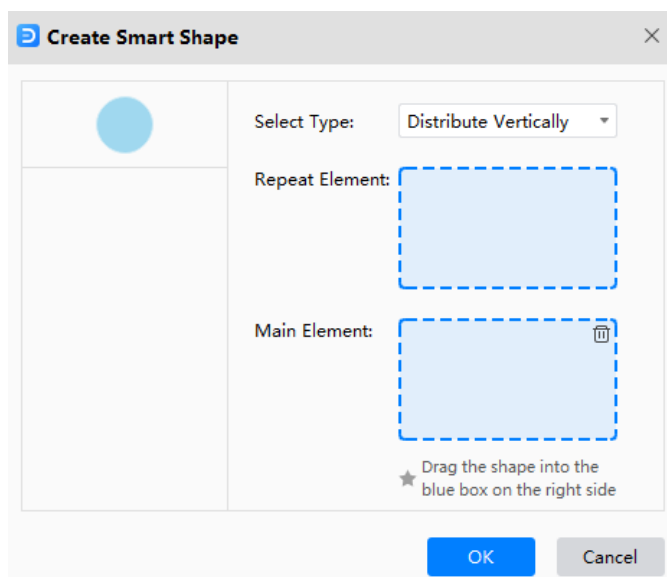 Create Smart Shape
Select Type:
Distribute Vertically
Repeat Element:
Main Element:
Drag the shape into the
blue box on the right side
OK
Cancel